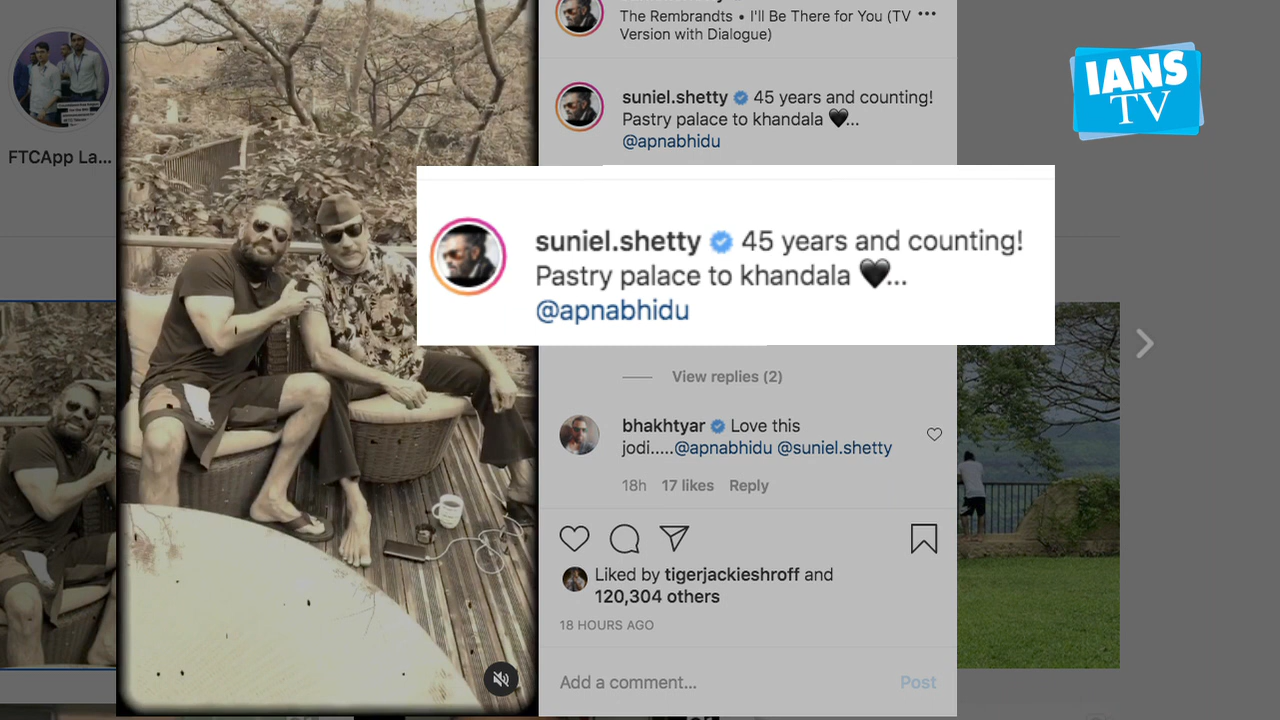 The Rembrandts • I'll Be There for You (TV ...
Version with Dialogue)
IANS
TV
FTCApp La...
suniel.shetty 45 years and counting!
Pastry palace to khandala 🖤...
@apnabhidu
suniel.shetty 45 years and counting!
Pastry palace to khandala 🖤...
@apnabhidu
View replies (2)
bhakhtyar Love this
jodi.....@apnabhidu @suniel.shetty
18h 17 likes Reply
Liked by tigerjackieshroff and
120,304 others
18 HOURS AGO
Add a comment... Post